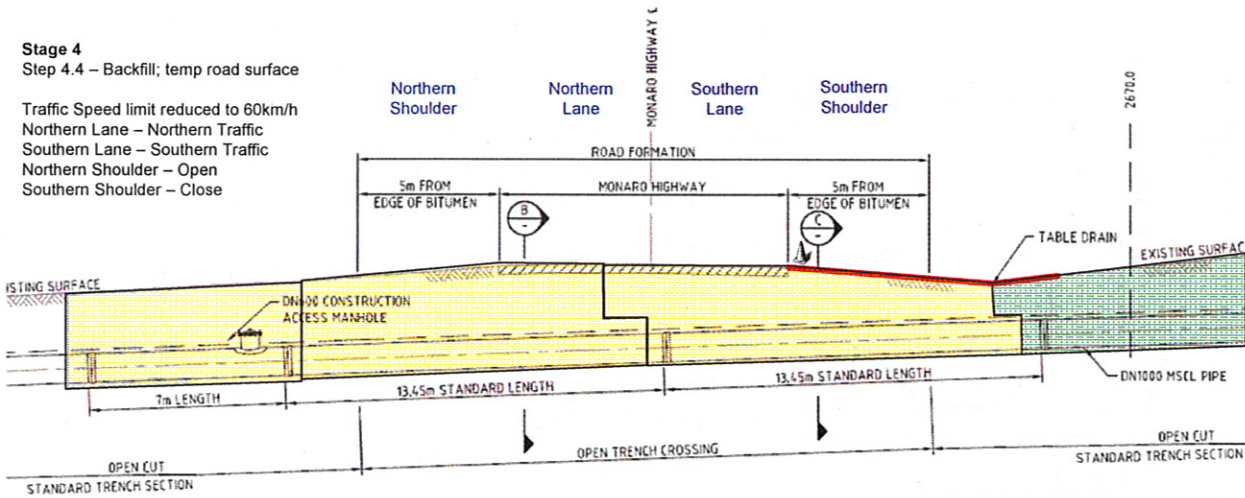 Stage 4
Step 4.4 – Backfill; temp road surface
Traffic Speed limit reduced to 60km/h
Northern Lane – Northern Traffic
Southern Lane – Southern Traffic
Northern Shoulder – Open
Southern Shoulder – Close
Northern
Shoulder
Northern
Lane
MONARO HIGHWAY ℄
Southern
Lane
Southern
Shoulder
2670.0
ROAD FORMATION
5m FROM
EDGE OF BITUMEN
MONARO HIGHWAY
5m FROM
EDGE OF BITUMEN
B
-
C
-
TABLE DRAIN
EXISTING SURFAC
ISTING SURFACE
DN600 CONSTRUCTION
ACCESS MANHOLE
7m LENGTH
13.45m STANDARD LENGTH
13.45m STANDARD LENGTH
DN1000 MSCL PIPE
OPEN CUT
STANDARD TRENCH SECTION
OPEN TRENCH CROSSING
OPEN CUT
STANDARD TRENCH SECTION